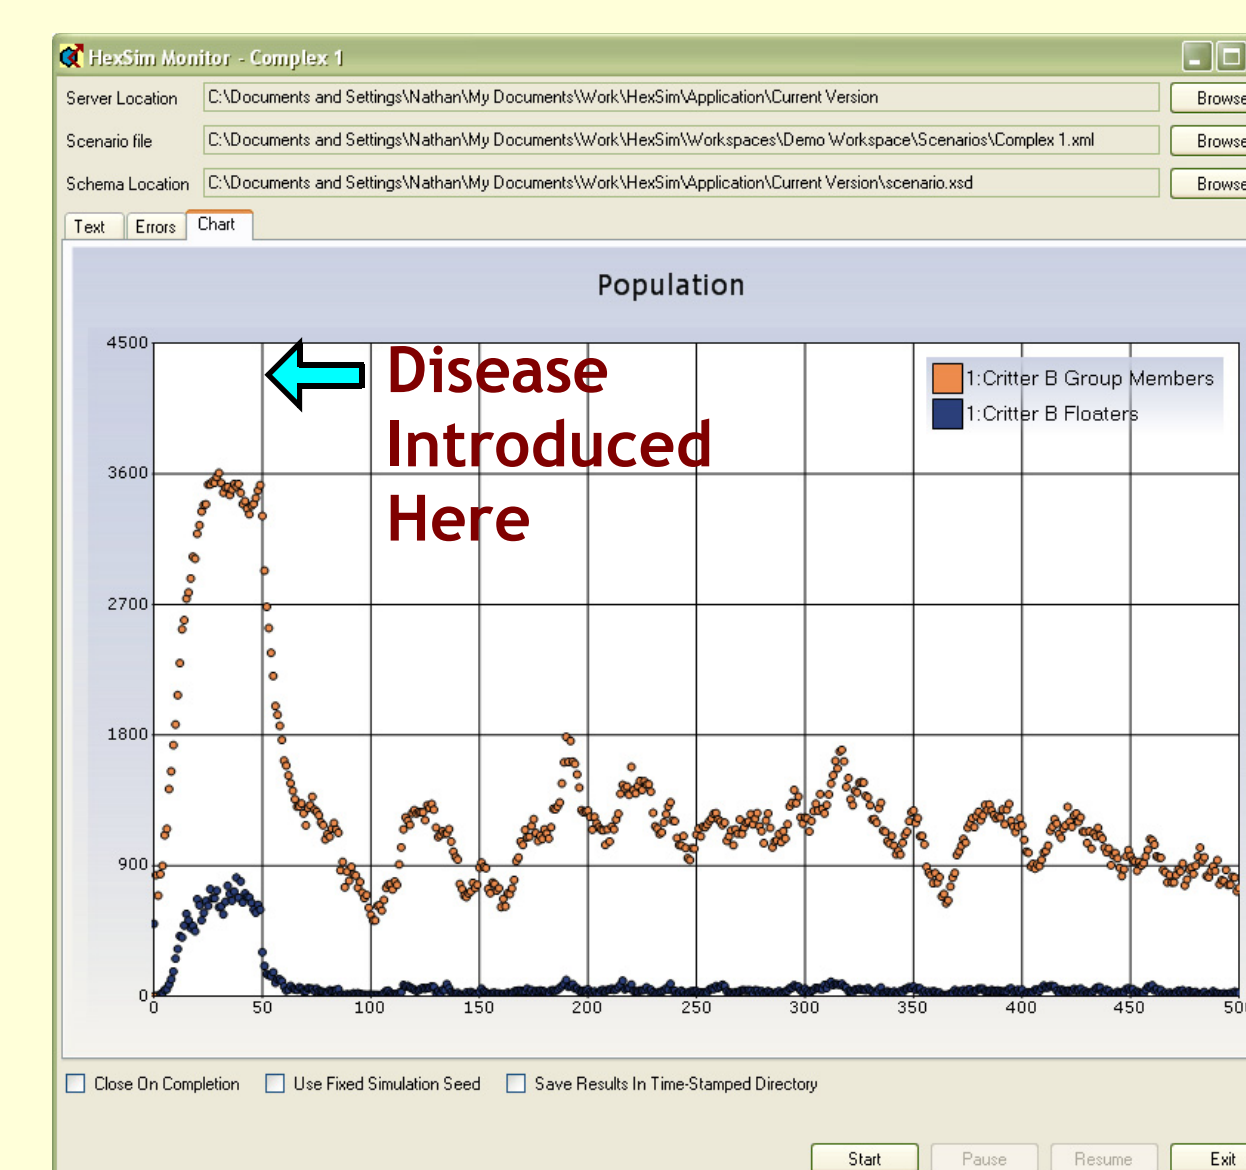 HexSim Monitor - Complex 1
Server Location C:\Documents and Settings\Nathan\My Documents\Work\HexSim\Application\Current Version Browse
Scenario file C:\Documents and Settings\Nathan\My Documents\Work\HexSim\Workspaces\Demo Workspace\Scenarios\Complex 1.xml Browse
Schema Location C:\Documents and Settings\Nathan\My Documents\Work\HexSim\Application\Current Version\scenario.xsd Browse
Text Errors Chart
Population
4500
Disease
Introduced
Here
1:Critter B Group Members
1:Critter B Floaters
3600
2700
1800
900
0
0 50 100 150 200 250 300 350 400 450 50
Close On Completion Use Fixed Simulation Seed Save Results In Time-Stamped Directory
Start Pause Resume Exit